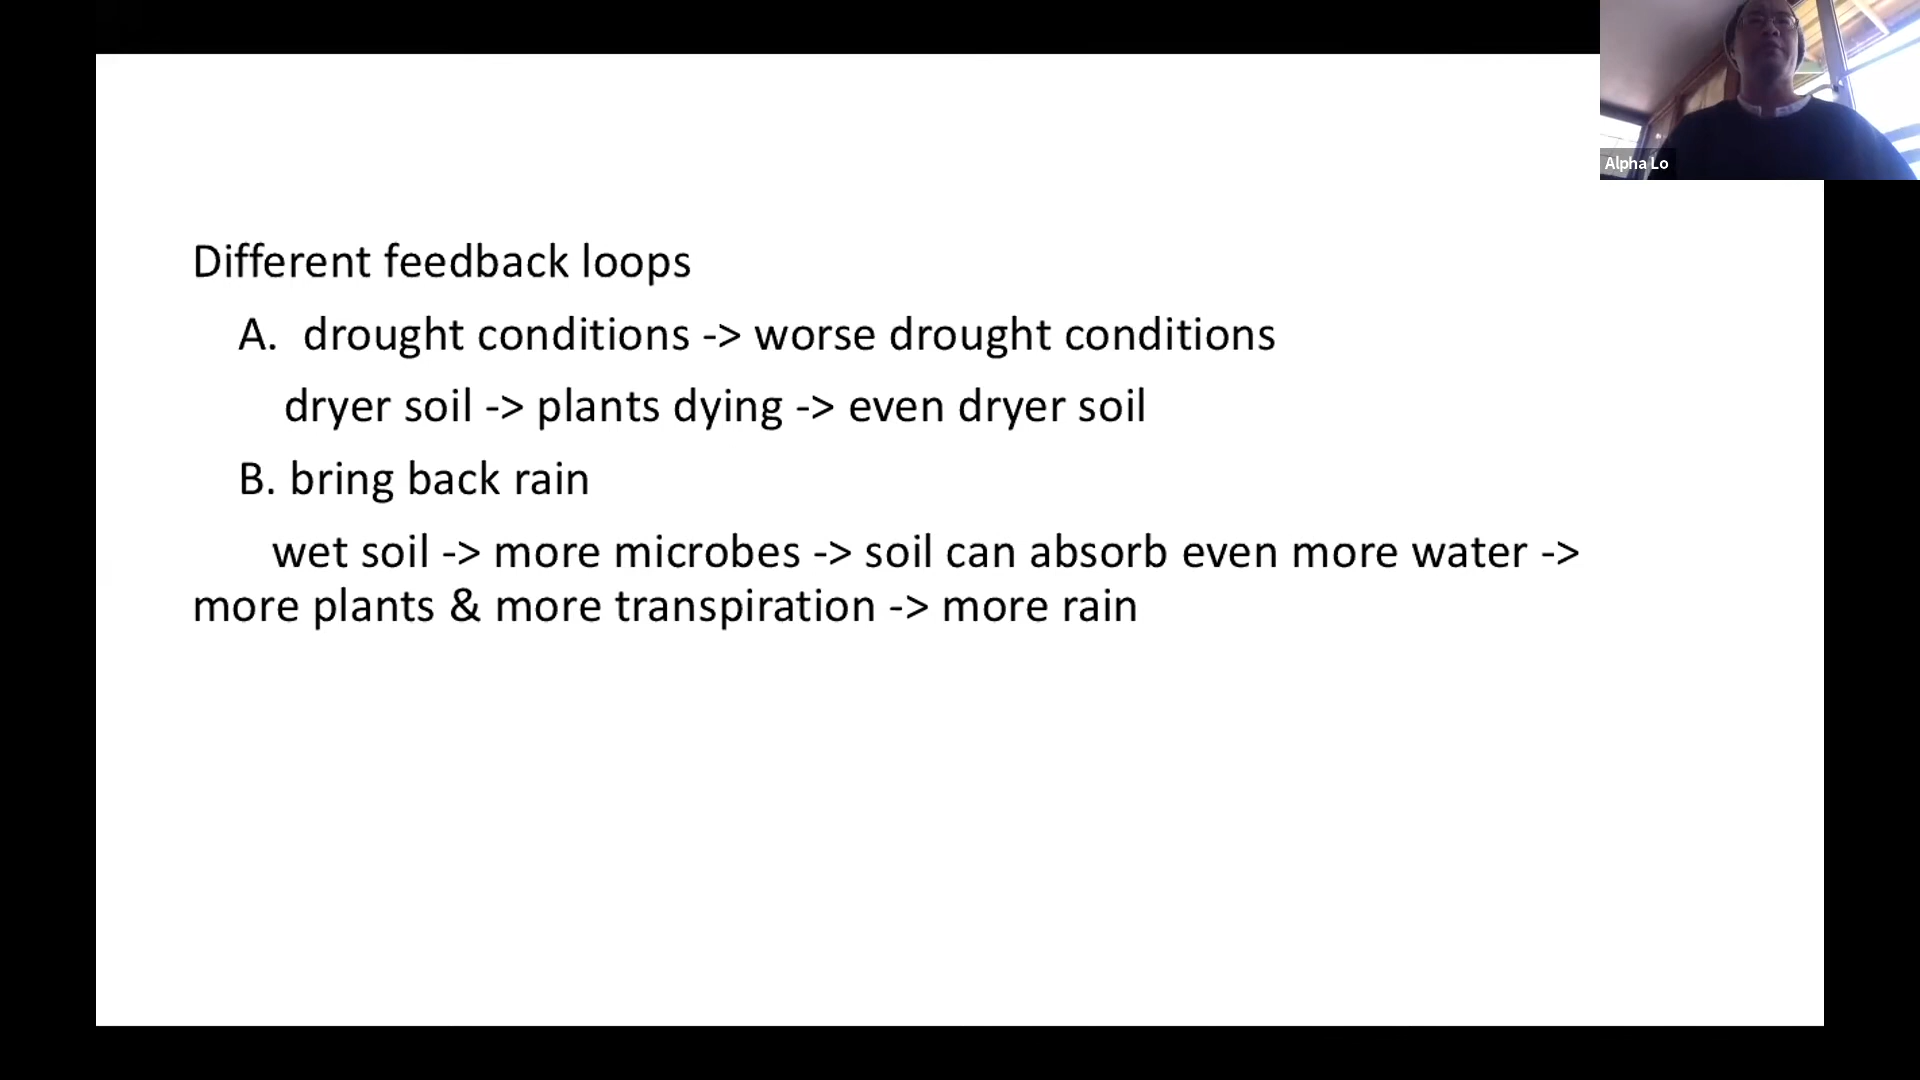 Alpha Lo
Different feedback loops
A. drought conditions -> worse drought conditions
dryer soil -> plants dying -> even dryer soil
B. bring back rain
wet soil -> more microbes -> soil can absorb even more water ->
more plants & more transpiration -> more rain